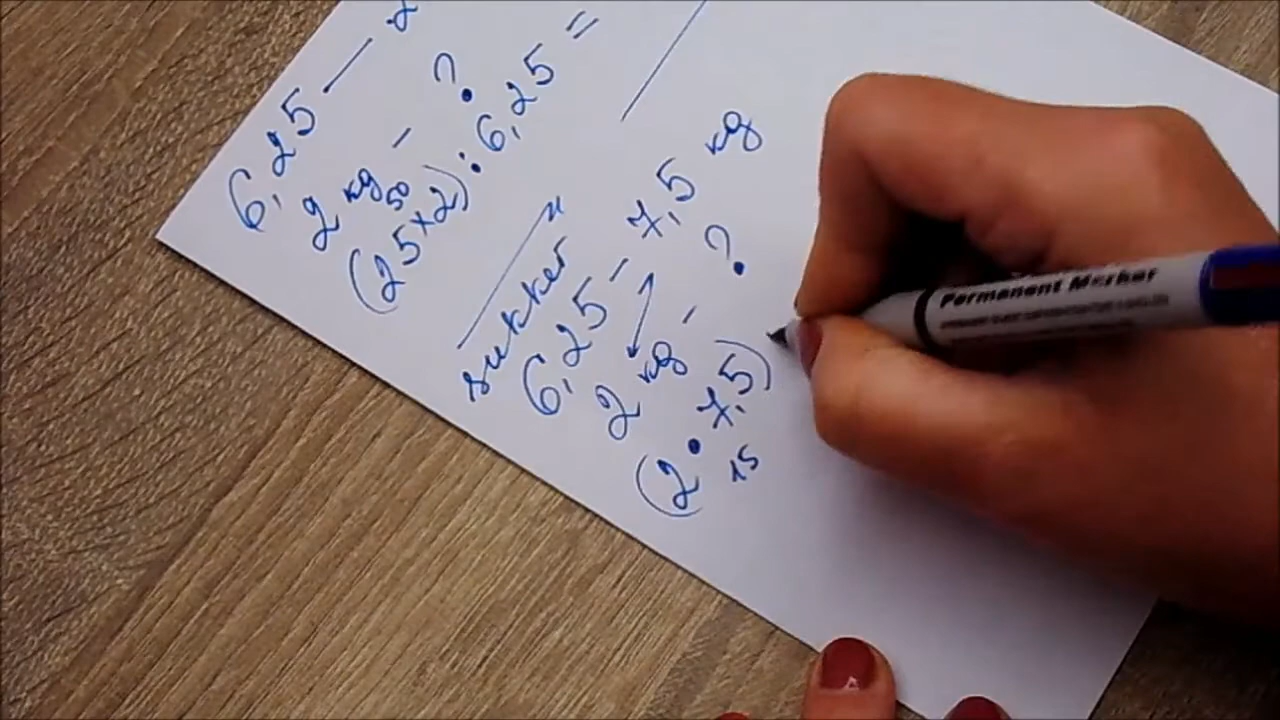 6,25 —
2 kg - ?
50
(25×2):6,25 =
sukker
6,25 - 7,5 kg
2 kg - ?
(2·7,5)
15
Permanent Marker